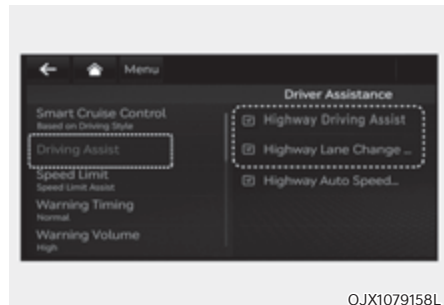 Menu
Driver Assistance
Smart Cruise Control
Based on Driving Style
Driving Assist
Speed Limit
Speed Limit Assist
Warning Timing
Normal
Warning Volume
High
Highway Driving Assist
Highway Lane Change ...
Highway Auto Speed...
OJX1079158L